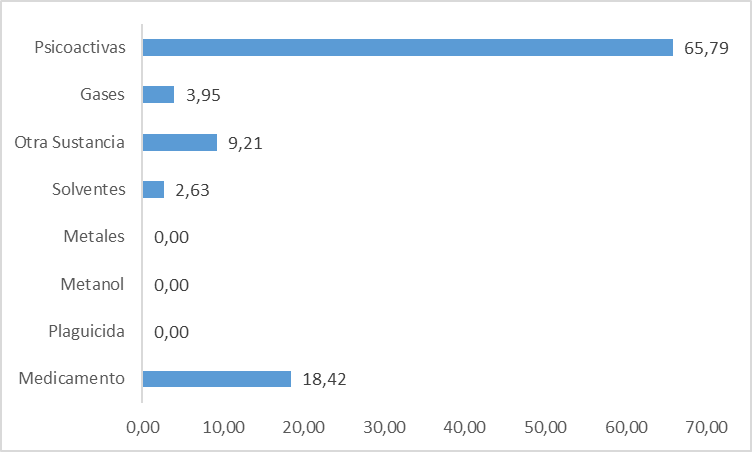 Psicoactivas 65,79
Gases 3,95
Otra Sustancia 9,21
Solventes 2,63
Metales 0,00
Metanol 0,00
Plaguicida 0,00
Medicamento 18,42
0,00 10,00 20,00 30,00 40,00 50,00 60,00 70,00